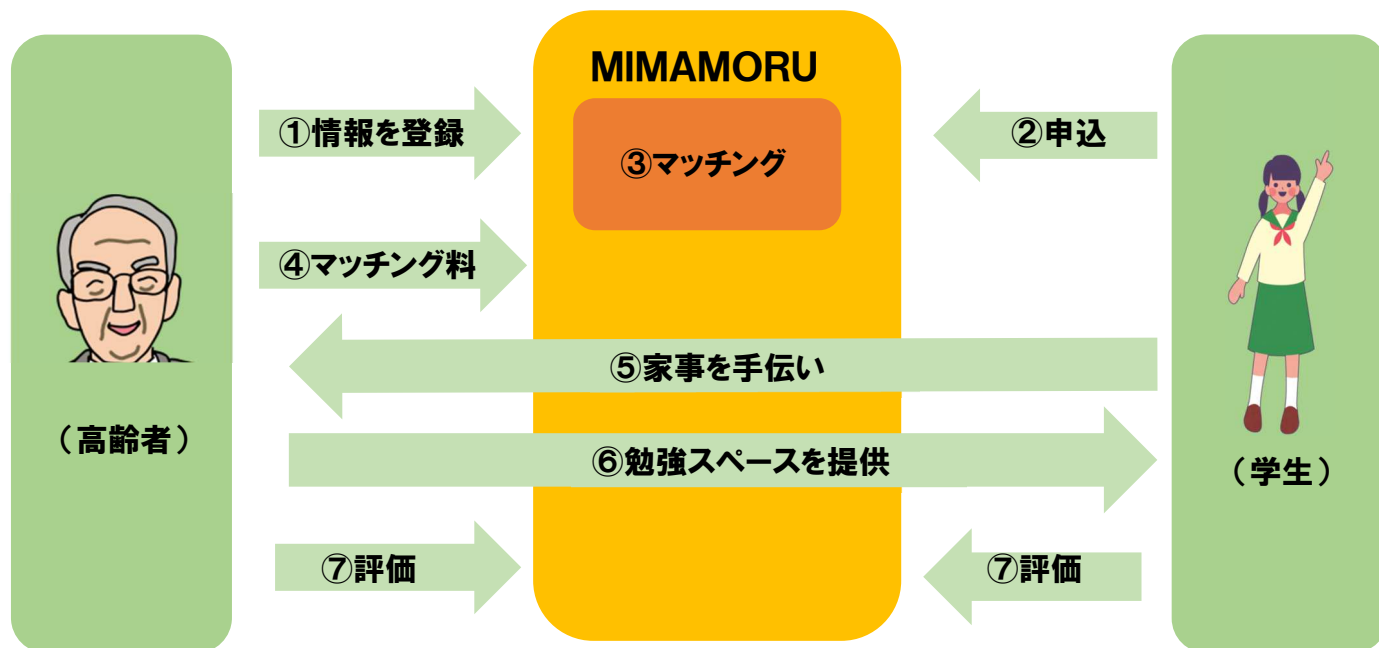 MIMAMORU
①情報を登録
②申込
③マッチング
④マッチング料
⑤家事を手伝い
（高齢者）
⑥勉強スペースを提供
（学生）
⑦評価
⑦評価